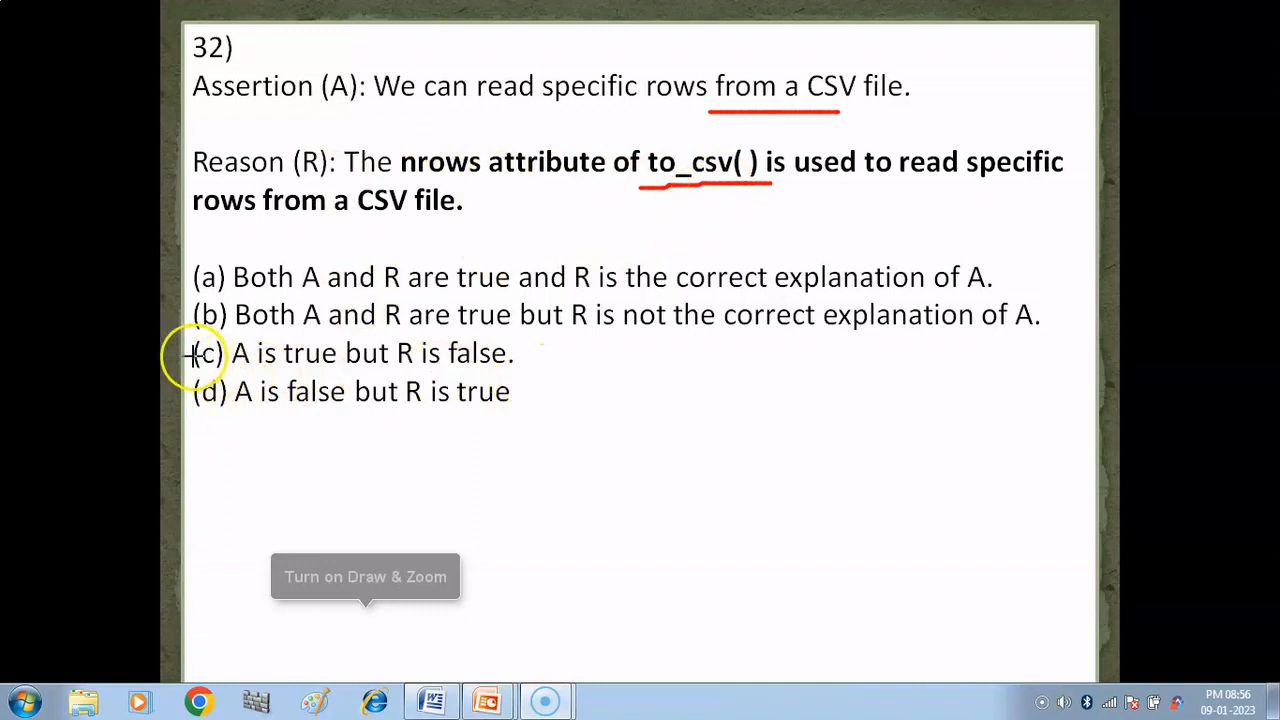 32)
Assertion (A): We can read specific rows from a CSV file.
Reason (R): The nrows attribute of to_csv( ) is used to read specific
rows from a CSV file.
(a) Both A and R are true and R is the correct explanation of A.
(b) Both A and R are true but R is not the correct explanation of A.
(c) A is true but R is false.
(d) A is false but R is true
Turn on Draw & Zoom
PM 08:56
09-01-2023